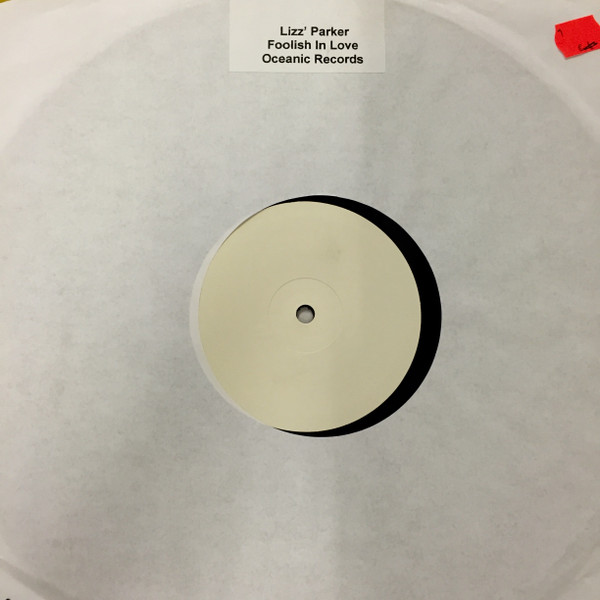 Lizz' Parker
Foolish In Love
Oceanic Records